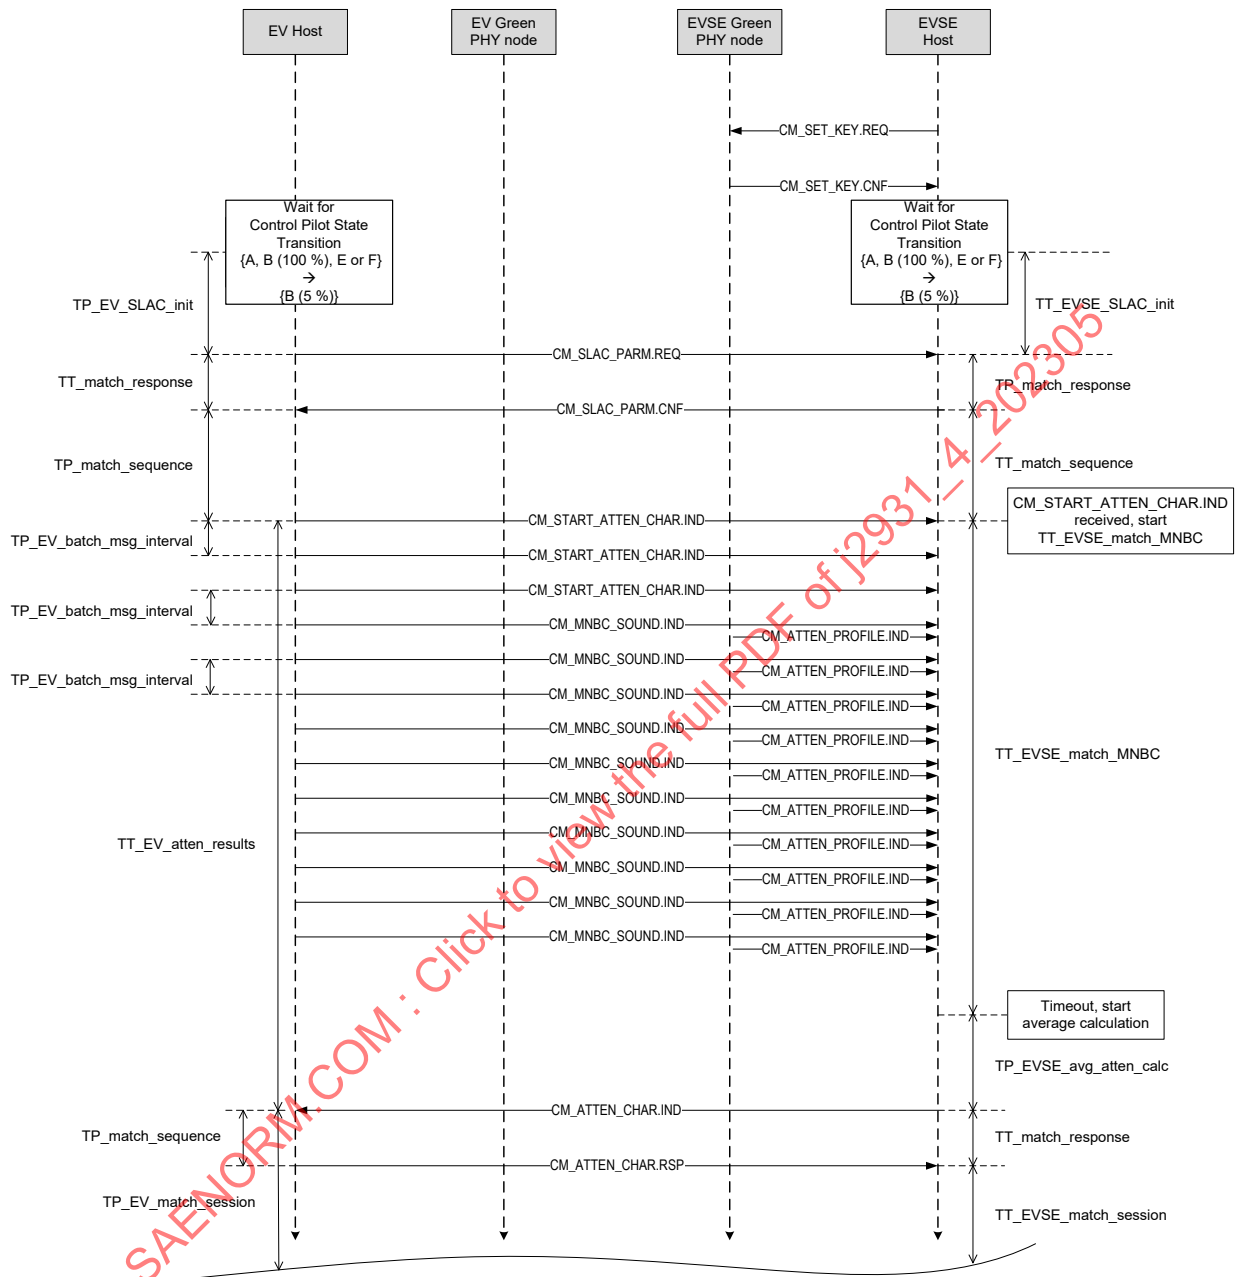 EV Host
EV Green
PHY node
EVSE Green
PHY node
EVSE
Host
CM_SET_KEY.REQ
CM_SET_KEY.CNF
Wait for
Control Pilot State
Transition
{A, B (100 %), E or F}
→
{B (5 %)}
Wait for
Control Pilot State
Transition
{A, B (100 %), E or F}
→
{B (5 %)}
TP_EV_SLAC_init
TT_EVSE_SLAC_init
CM_SLAC_PARM.REQ
TT_match_response
TP_match_response
CM_SLAC_PARM.CNF
TP_match_sequence
TT_match_sequence
CM_START_ATTEN_CHAR.IND
CM_START_ATTEN_CHAR.IND
received, start
TT_EVSE_match_MNBC
TP_EV_batch_msg_interval
CM_START_ATTEN_CHAR.IND
CM_START_ATTEN_CHAR.IND
TP_EV_batch_msg_interval
CM_MNBC_SOUND.IND
CM_ATTEN_PROFILE.IND
CM_MNBC_SOUND.IND
CM_ATTEN_PROFILE.IND
TP_EV_batch_msg_interval
CM_MNBC_SOUND.IND
CM_ATTEN_PROFILE.IND
CM_MNBC_SOUND.IND
CM_ATTEN_PROFILE.IND
TT_EVSE_match_MNBC
CM_MNBC_SOUND.IND
CM_ATTEN_PROFILE.IND
CM_MNBC_SOUND.IND
CM_ATTEN_PROFILE.IND
CM_MNBC_SOUND.IND
CM_ATTEN_PROFILE.IND
TT_EV_atten_results
CM_MNBC_SOUND.IND
CM_ATTEN_PROFILE.IND
CM_MNBC_SOUND.IND
CM_ATTEN_PROFILE.IND
CM_MNBC_SOUND.IND
CM_ATTEN_PROFILE.IND
Timeout, start
average calculation
TP_EVSE_avg_atten_calc
CM_ATTEN_CHAR.IND
TP_match_sequence
TT_match_response
CM_ATTEN_CHAR.RSP
TP_EV_match_session
TT_EVSE_match_session
SAENORM.COM : Click to view the full PDF of j2931_4_202305